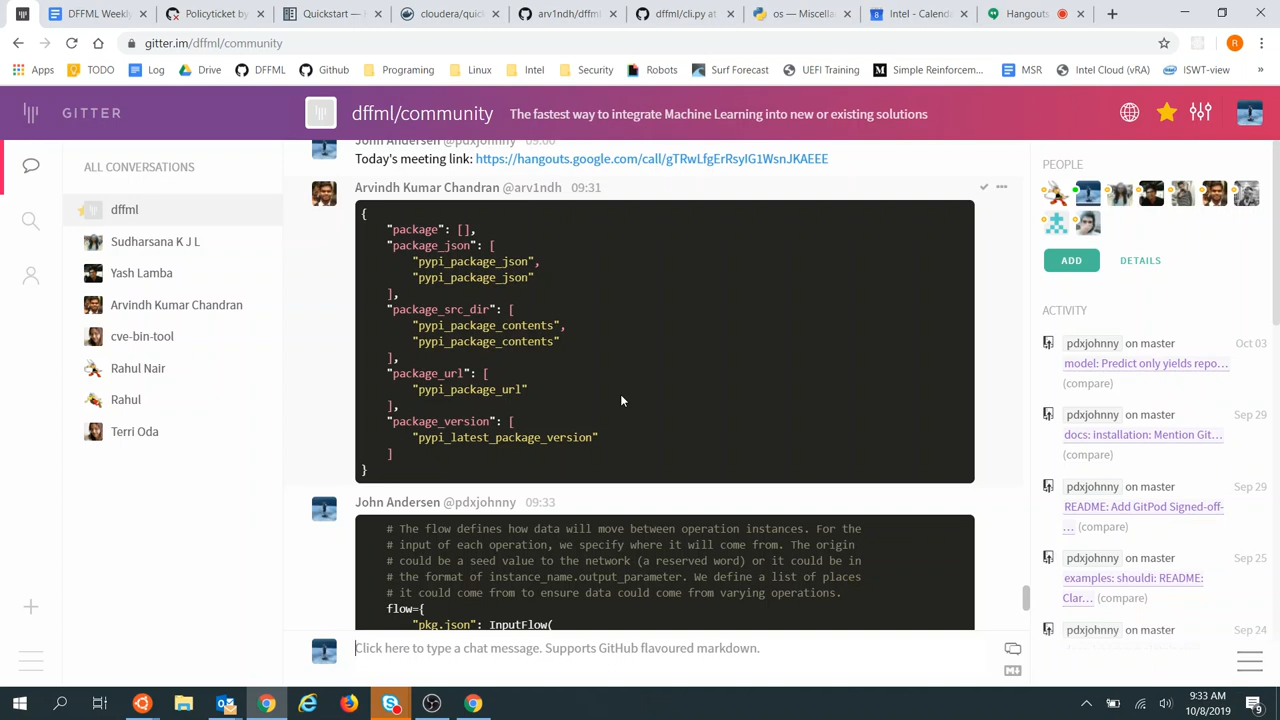 DFFML Weekly
Policyticket by
Quickstart —
cloudera/quick
arv1ndh/dffml
dffml/cli.py at
os — Miscella
Intel - Calenda
Hangouts
gitter.im/dffml/community
Apps
TODO
Log
Drive
DFFML
Github
Programing
Linux
Intel
Security
Robots
Surf Forecast
UEFI Training
Simple Reinforcem...
MSR
Intel Cloud (vRA)
ISWT-view
GITTER
dffml/community
The fastest way to integrate Machine Learning into new or existing solutions
ALL CONVERSATIONS
dffml
Sudharsana K J L
Yash Lamba
Arvindh Kumar Chandran
cve-bin-tool
Rahul Nair
Rahul
Terri Oda
John Andersen @pdxjohnny 09:00
Today's meeting link: https://hangouts.google.com/call/gTRwLfgErRsyIG1WsnJKAEEE
Arvindh Kumar Chandran @arv1ndh 09:31
{
"package": [],
"package_json": [
"pypi_package_json",
"pypi_package_json"
],
"package_src_dir": [
"pypi_package_contents",
"pypi_package_contents"
],
"package_url": [
"pypi_package_url"
],
"package_version": [
"pypi_latest_package_version"
]
}
John Andersen @pdxjohnny 09:33
# The flow defines how data will move between operation instances. For the
# input of each operation, we specify where it will come from. The origin
# could be a seed value to the network (a reserved word) or it could be in
# the format of instance_name.output_parameter. We define a list of places
# it could come from to ensure data could come from varying operations.
flow={
"pkg.json": InputFlow(
Click here to type a chat message. Supports GitHub flavoured markdown.
PEOPLE
ADD
DETAILS
ACTIVITY
pdxjohnny on master Oct 03
model: Predict only yields repo...
(compare)
pdxjohnny on master Sep 29
docs: installation: Mention Git...
(compare)
pdxjohnny on master Sep 29
README: Add GitPod Signed-off-
... (compare)
pdxjohnny on master Sep 25
examples: shouldi: README:
Clar... (compare)
pdxjohnny on master Sep 24
9:33 AM
10/8/2019